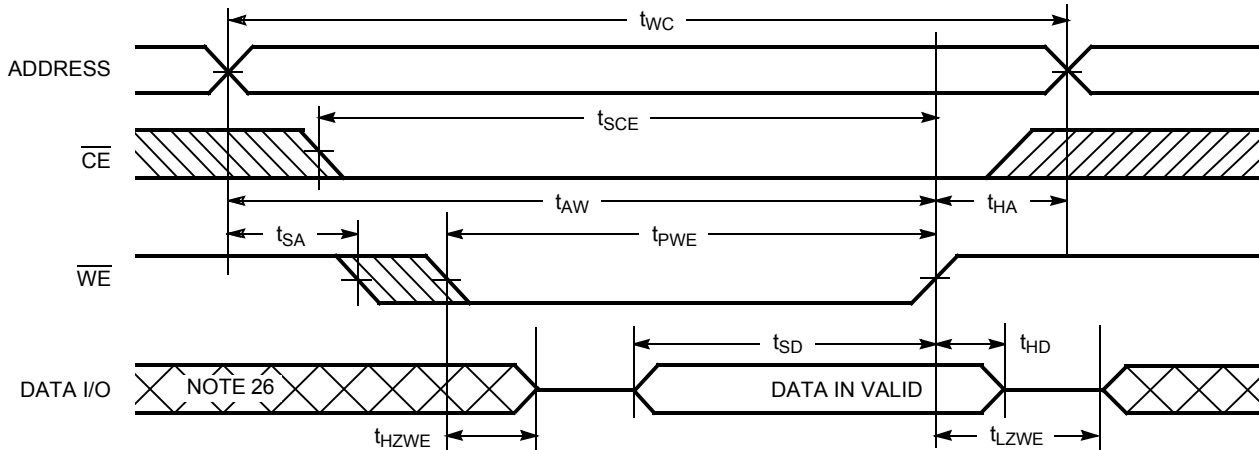 tWC
ADDRESS
tSCE
CE
tAW
tHA
tSA
tPWE
WE
tSD
tHD
DATA I/O
NOTE 26
DATA IN VALID
tHZWE
tLZWE